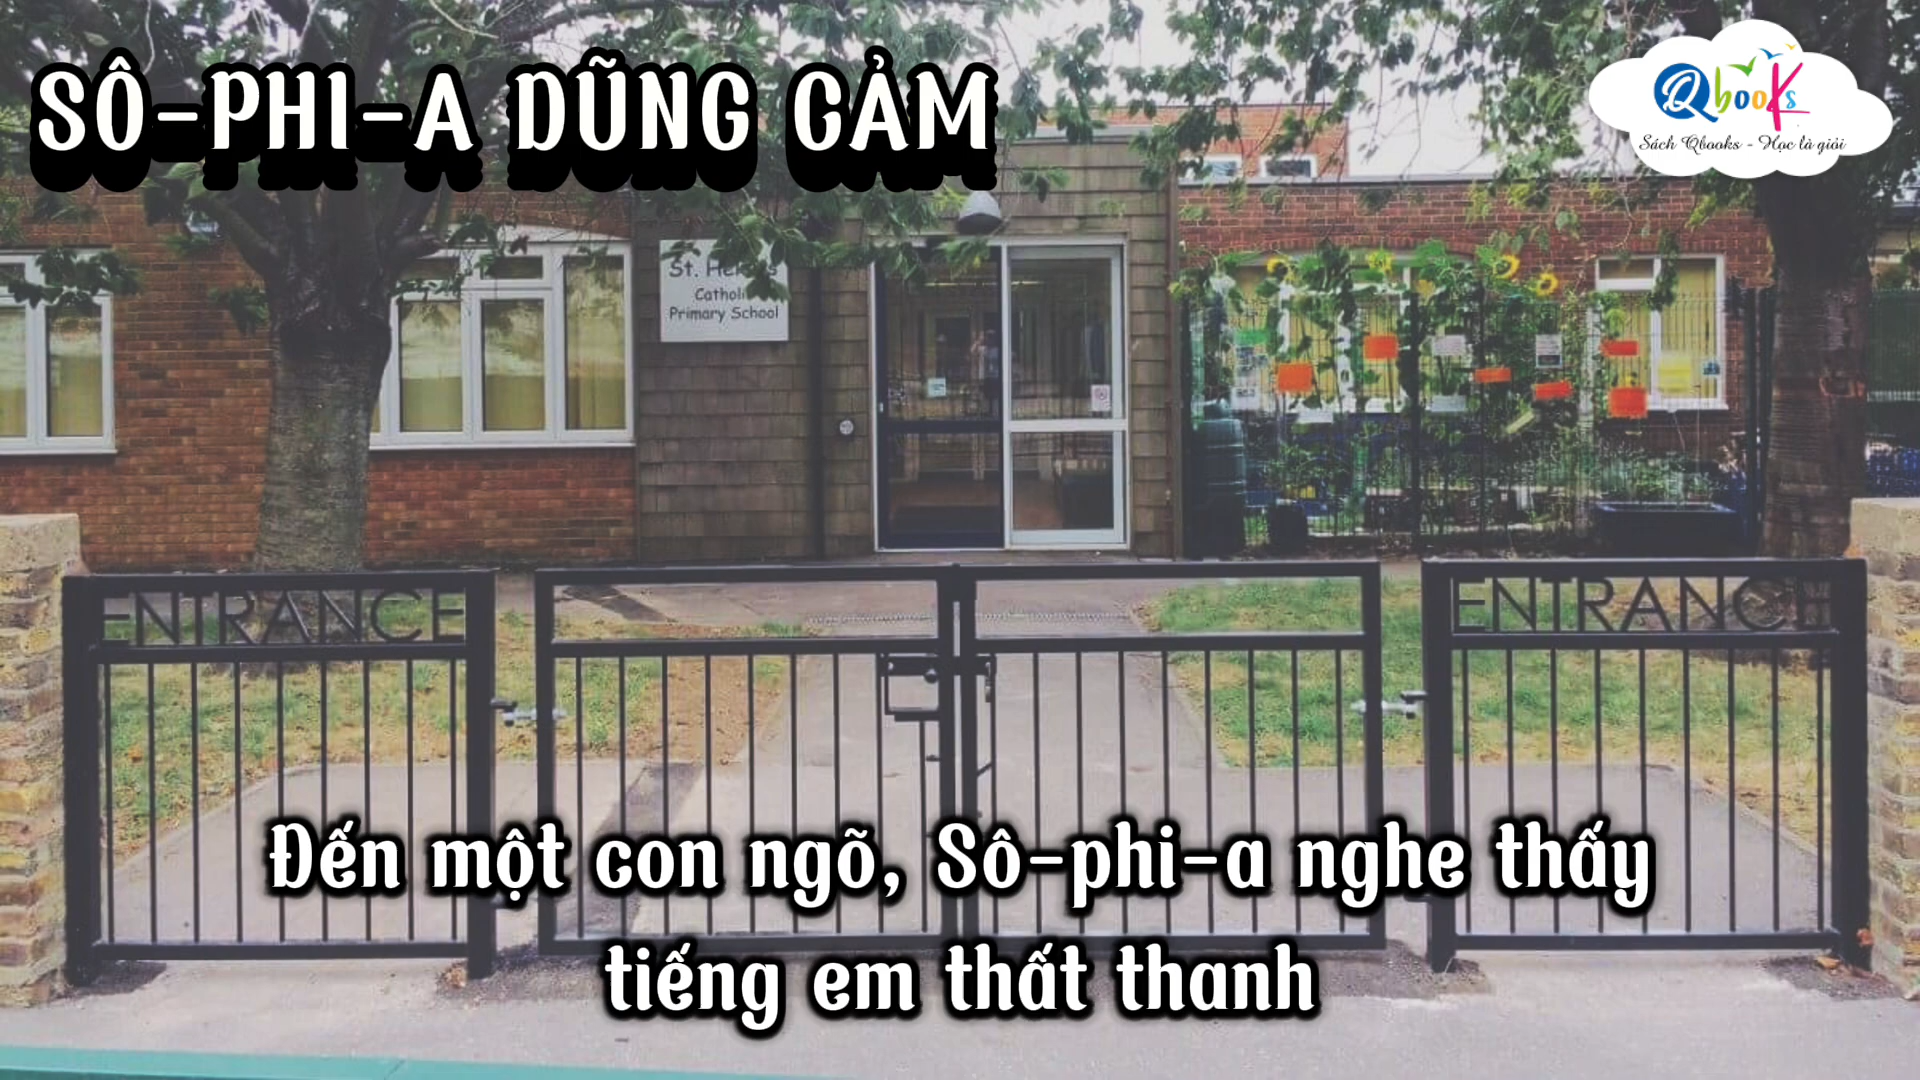 SÔ-PHI-A DŨNG CẢM
Qbooks
Sách Qbooks - Học là giỏi
St.
Catholic
Primary School
ENTRANCE
ENTRANCE
Đến một con ngõ, Sô-phi-a nghe thấy
tiếng em thất thanh